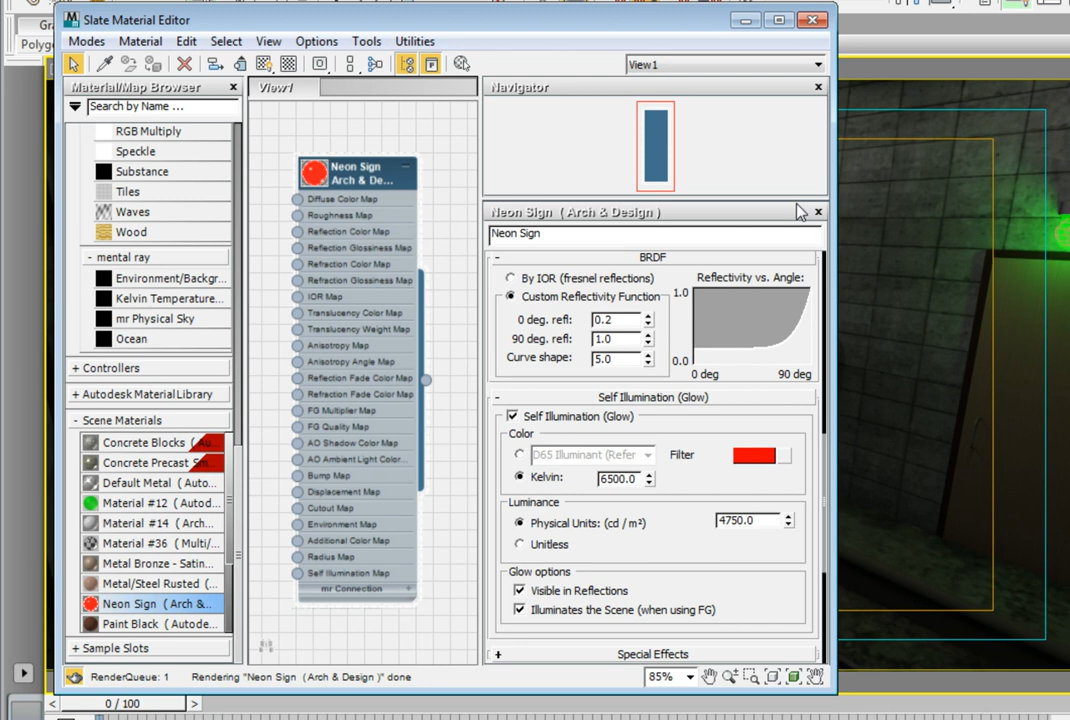 Slate Material Editor
Modes Material Edit Select View Options Tools Utilities
View1
Material/Map Browser
Search by Name ...
RGB Multiply
Speckle
Substance
Tiles
Waves
Wood
- mental ray
Environment/Backgr...
Kelvin Temperature...
mr Physical Sky
Ocean
+ Controllers
+ Autodesk Material Library
- Scene Materials
Concrete Blocks ( Au...
Concrete Precast Sm...
Default Metal ( Auto...
Material #12 ( Autod...
Material #14 ( Arch...
Material #36 ( Multi/...
Metal Bronze - Satin...
Metal/Steel Rusted (...
Neon Sign ( Arch &...
Paint Black ( Autode...
+ Sample Slots
View1
Neon Sign
Arch & De...
Diffuse Color Map
Roughness Map
Reflection Color Map
Reflection Glossiness Map
Refraction Color Map
Refraction Glossiness Map
IOR Map
Translucency Color Map
Translucency Weight Map
Anisotropy Map
Anisotropy Angle Map
Reflection Fade Color Map
Refraction Fade Color Map
FG Multiplier Map
FG Quality Map
AO Shadow Color Map
AO Ambient Light Color...
Bump Map
Displacement Map
Cutout Map
Environment Map
Additional Color Map
Radius Map
Self Illumination Map
mr Connection +
Navigator
Neon Sign ( Arch & Design )
Neon Sign
- BRDF
By IOR (fresnel reflections)
Custom Reflectivity Function
0 deg. refl: 0.2
90 deg. refl: 1.0
Curve shape: 5.0
Reflectivity vs. Angle:
1.0
0.0
0 deg 90 deg
- Self Illumination (Glow)
Self Illumination (Glow)
Color
D65 Illuminant (Refer Filter
Kelvin: 6500.0
Luminance
Physical Units: (cd / m²) 4750.0
Unitless
Glow options
Visible in Reflections
Illuminates the Scene (when using FG)
+ Special Effects
RenderQueue: 1 Rendering "Neon Sign ( Arch & Design )" done
85%
< 0 / 100 >
Gra
Polyg